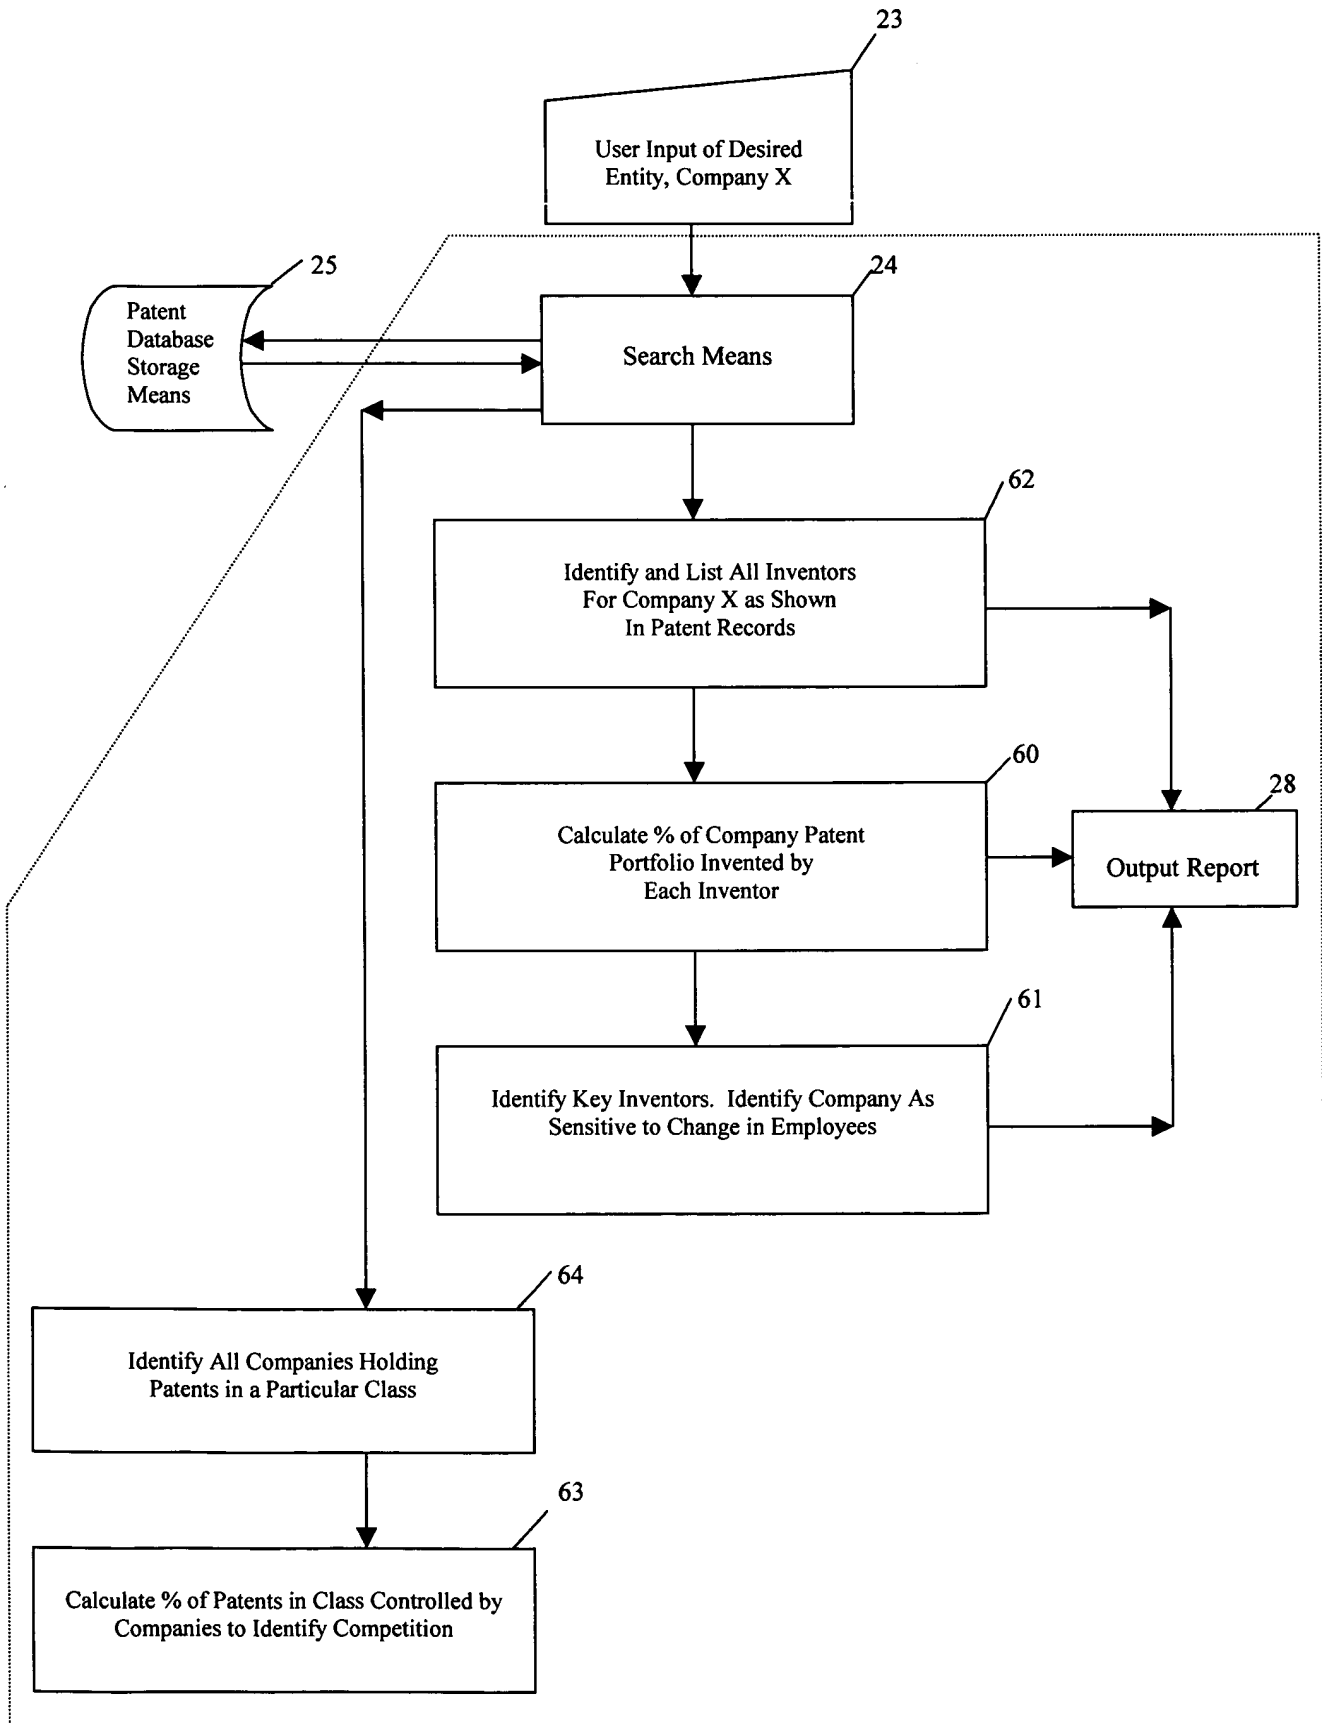 23
User Input of Desired
Entity, Company X
25
24
Patent
Database
Storage
Means
Search Means
62
Identify and List All Inventors
For Company X as Shown
In Patent Records
60
28
Calculate % of Company Patent
Portfolio Invented by
Each Inventor
Output Report
61
Identify Key Inventors.  Identify Company As
Sensitive to Change in Employees
64
Identify All Companies Holding
Patents in a Particular Class
63
Calculate % of Patents in Class Controlled by
Companies to Identify Competition